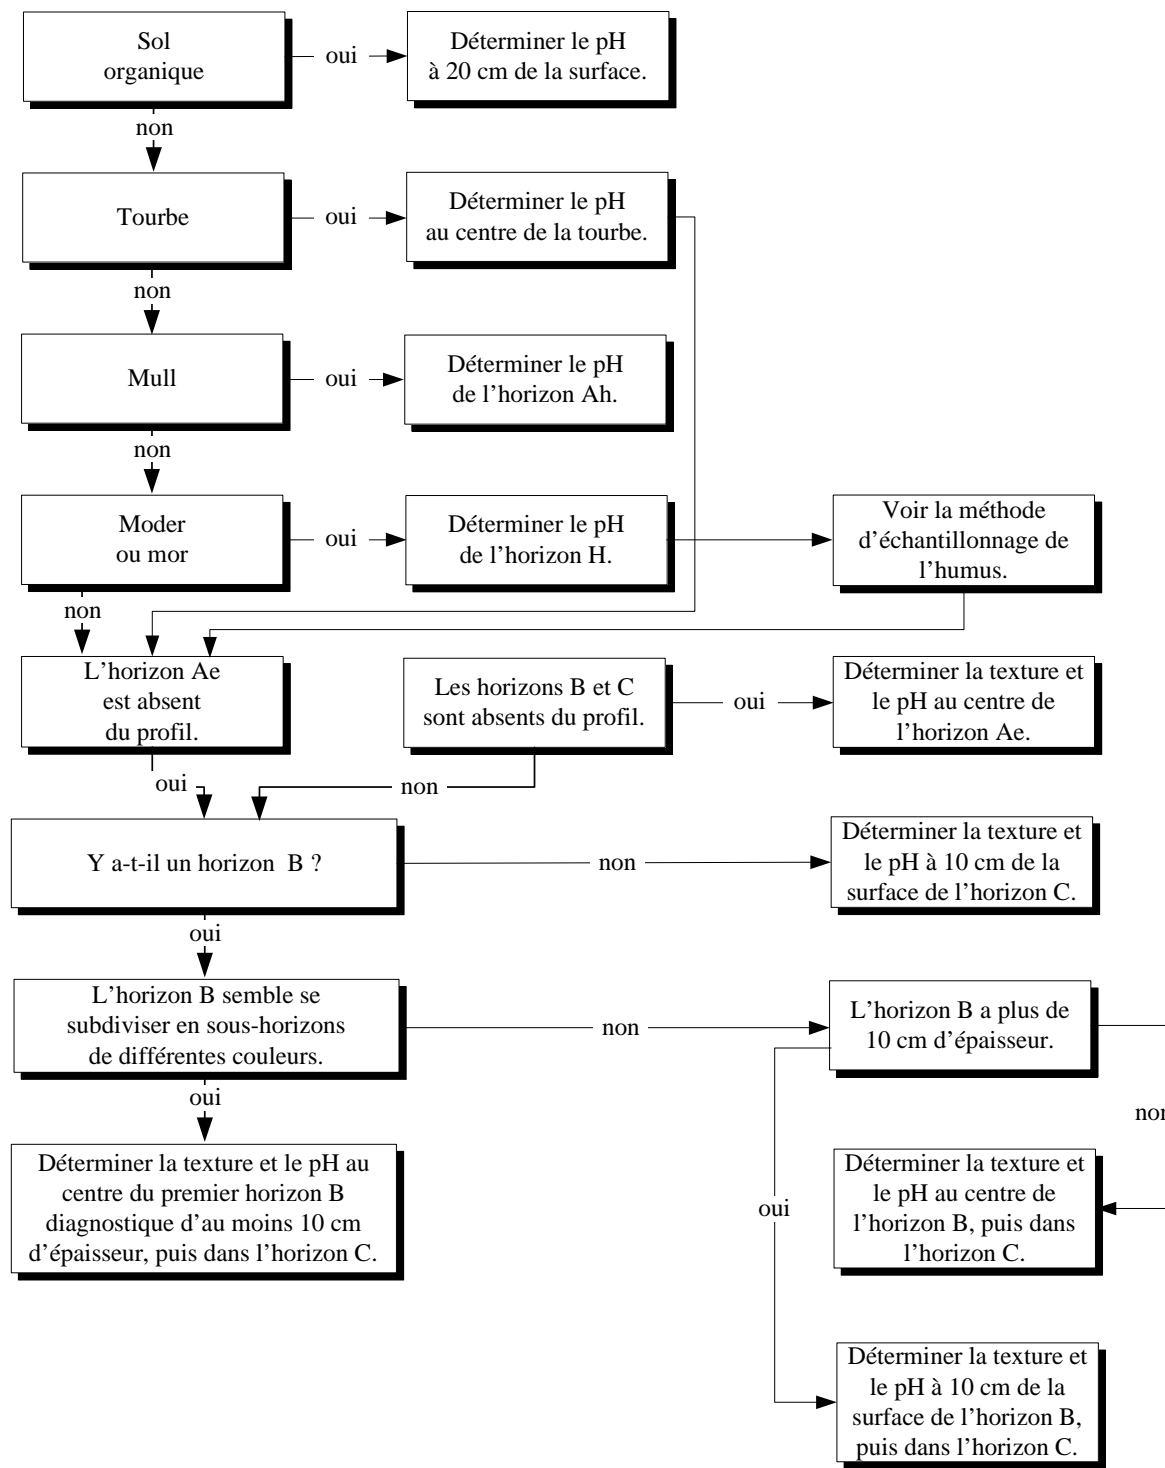 Sol
organique
oui
Déterminer le pH
à 20 cm de la surface.
non
Tourbe
oui
Déterminer le pH
au centre de la tourbe.
non
Mull
oui
Déterminer le pH
de l’horizon Ah.
non
Moder
ou mor
oui
Déterminer le pH
de l’horizon H.
Voir la méthode
d’échantillonnage de
l’humus.
non
L’horizon Ae
est absent
du profil.
Les horizons B et C
sont absents du profil.
oui
Déterminer la texture et
le pH au centre de
l’horizon Ae.
oui
non
Y a-t-il un horizon B ?
non
Déterminer la texture et
le pH à 10 cm de la
surface de l’horizon C.
oui
L’horizon B semble se
subdiviser en sous-horizons
de différentes couleurs.
non
L’horizon B a plus de
10 cm d’épaisseur.
oui
non
Déterminer la texture et le pH au
centre du premier horizon B
diagnostique d’au moins 10 cm
d’épaisseur, puis dans l’horizon C.
oui
Déterminer la texture et
le pH au centre de
l’horizon B, puis dans
l’horizon C.
Déterminer la texture et
le pH à 10 cm de la
surface de l’horizon B,
puis dans l’horizon C.